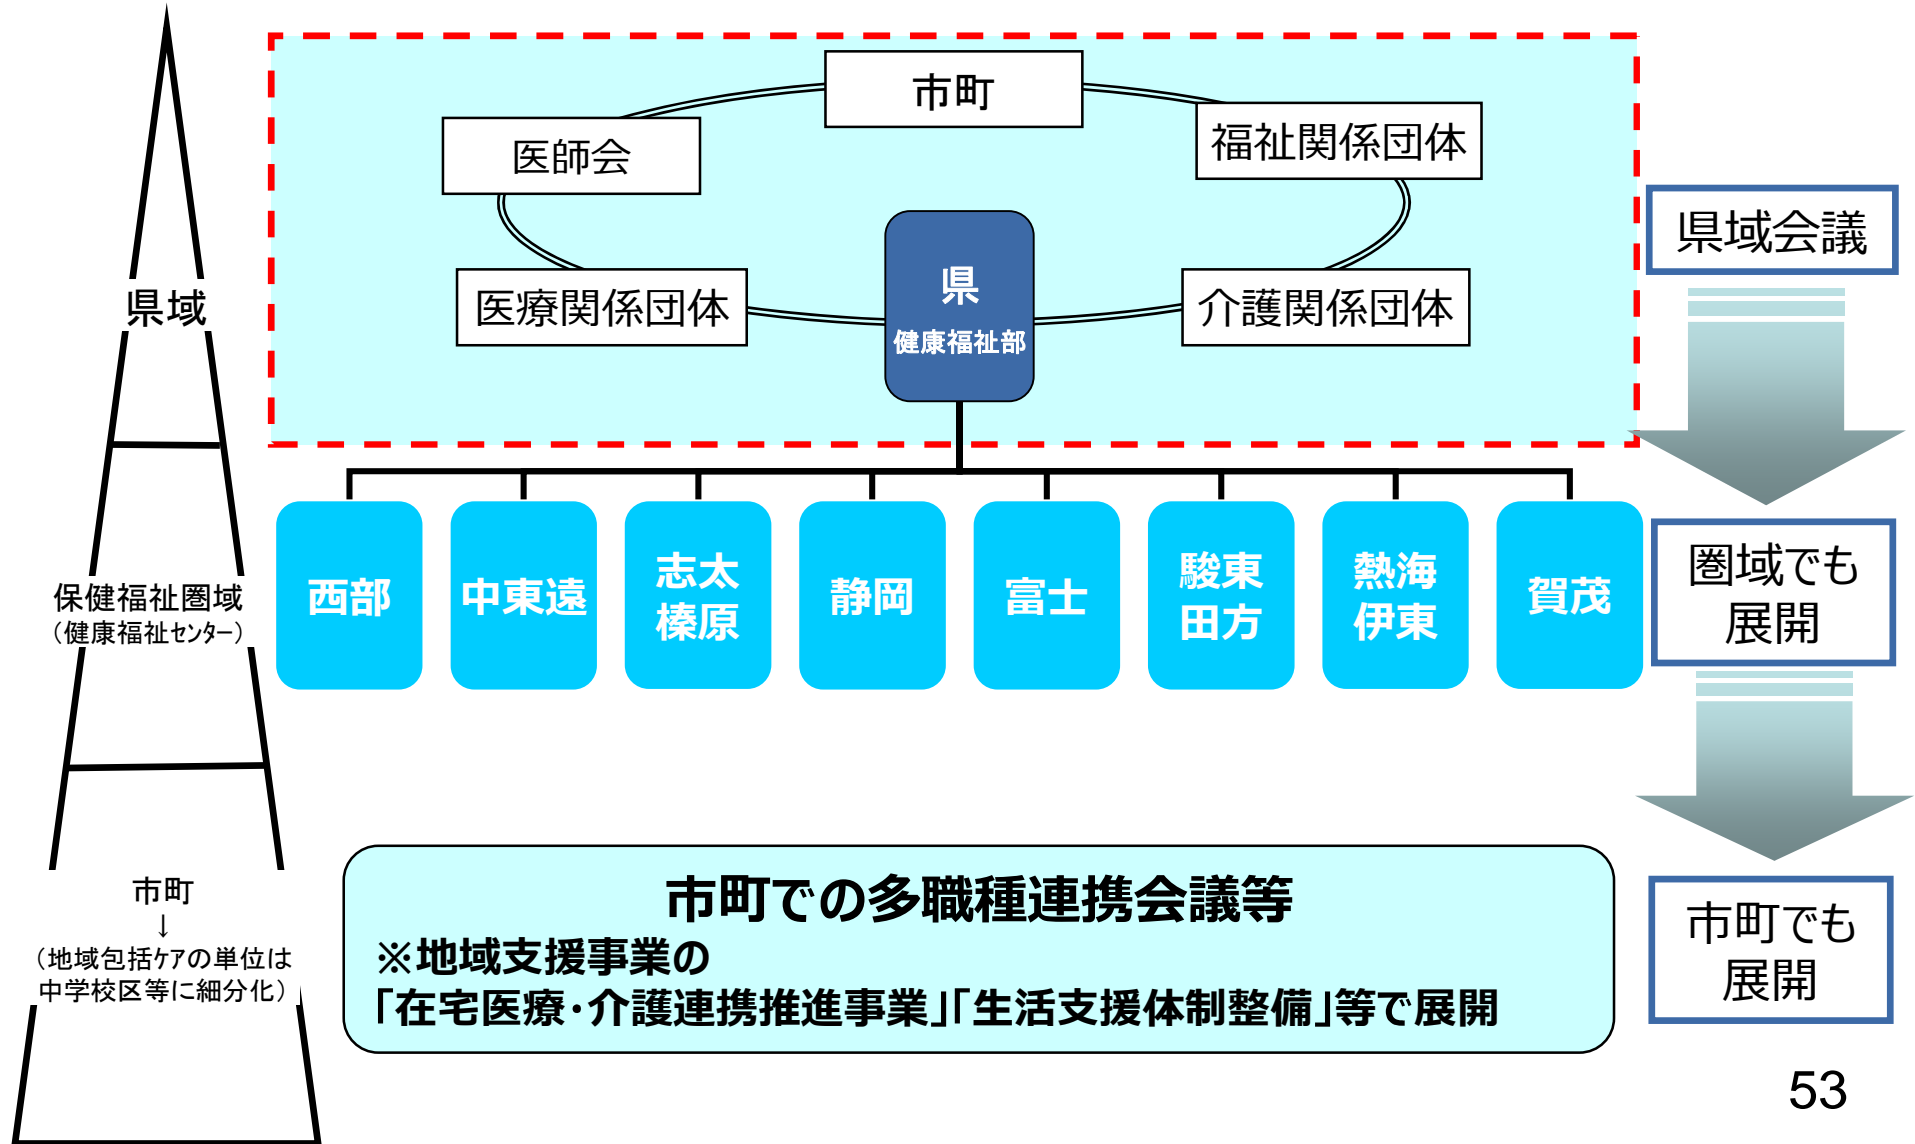 市町
医師会
福祉関係団体
県域会議
県
健康福祉部
医療関係団体
介護関係団体
県域
西部
中東遠
志太
榛原
静岡
富士
駿東
田方
熱海
伊東
賀茂
圏域でも
展開
保健福祉圏域
（健康福祉センター）
市町
↓
（地域包括ケアの単位は
中学校区等に細分化）
市町での多職種連携会議等
※地域支援事業の
「在宅医療・介護連携推進事業」「生活支援体制整備」等で展開
市町でも
展開
53